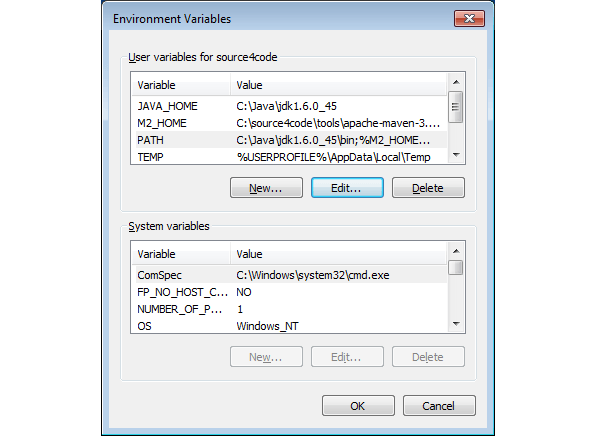 Environment Variables
User variables for source4code
Variable Value
JAVA_HOME C:\Java\jdk1.6.0_45
M2_HOME C:\source4code\tools\apache-maven-3....
PATH C:\Java\jdk1.6.0_45\bin;%M2_HOME...
TEMP %USERPROFILE%\AppData\Local\Temp
New... Edit... Delete
System variables
Variable Value
ComSpec C:\Windows\system32\cmd.exe
FP_NO_HOST_C... NO
NUMBER_OF_P... 1
OS Windows_NT
New... Edit... Delete
OK Cancel